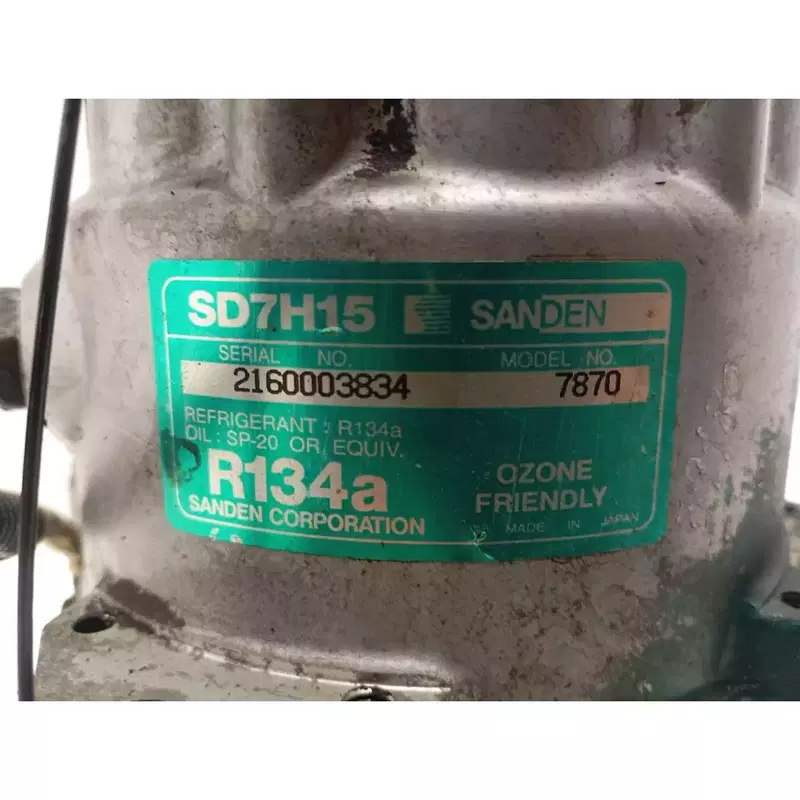 SD7H15 SANDEN
SERIAL NO. MODEL NO.
2160003834 7870
REFRIGERANT : R134a
OIL : SP-20 OR EQUIV.
R134a
SANDEN CORPORATION
OZONE
FRIENDLY
MADE IN JAPAN